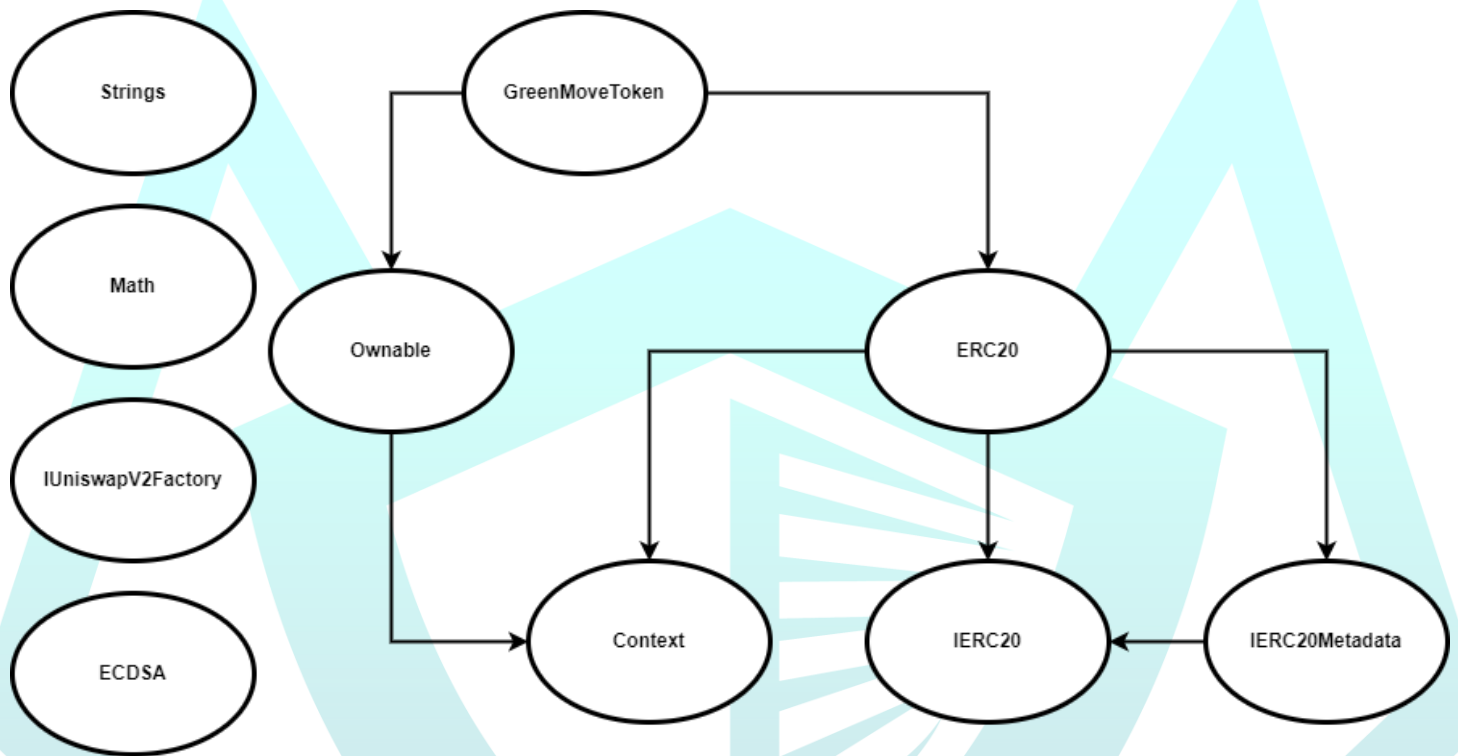 Strings
GreenMoveToken
Math
Ownable
ERC20
IUniswapV2Factory
Context
IERC20
IERC20Metadata
ECDSA